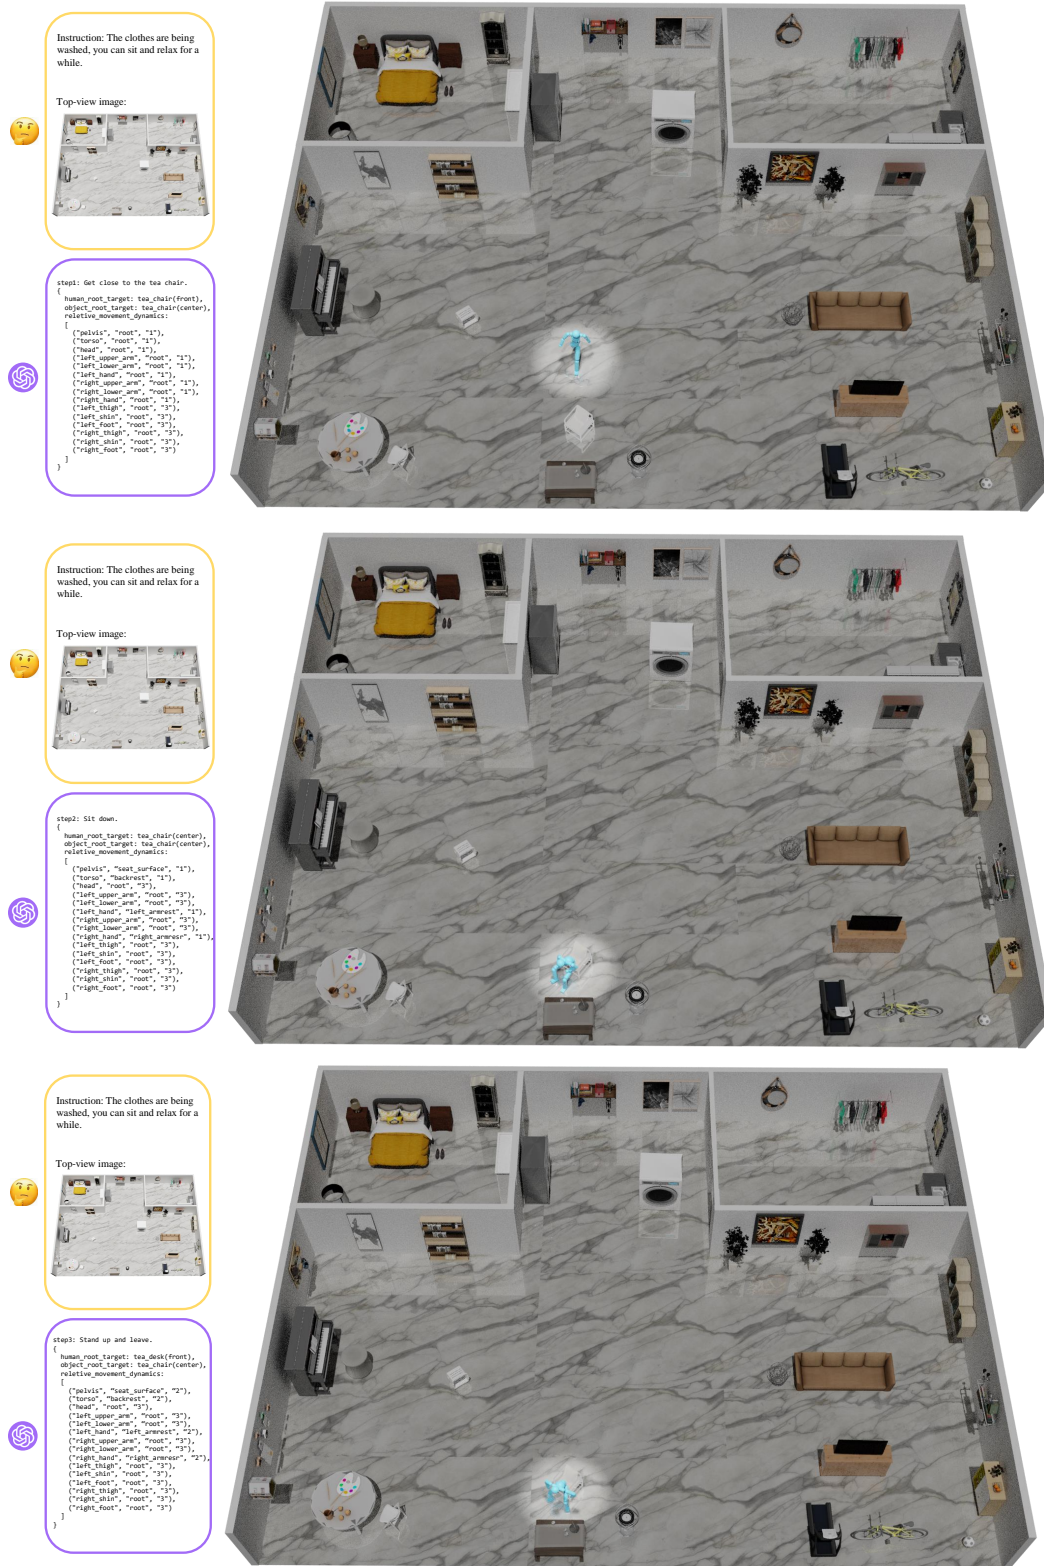 Instruction: The clothes are being
washed, you can sit and relax for a
while.
Top-view image:
step1: Get close to the tea chair.
{
human_root_target: tea_chair(front),
object_root_target: tea_chair(center),
reletive_movement_dynamics:
[
("pelvis", "root", "1"),
("torso", "root", "1"),
("head", "root", "1"),
("left_upper_arm", "root", "1"),
("left_lower_arm", "root", "1"),
("left_hand", "root", "1"),
("right_upper_arm", "root", "1"),
("right_lower_arm", "root", "1"),
("right_hand", "root", "1"),
("left_thigh", "root", "3"),
("left_shin", "root", "3"),
("left_foot", "root", "3"),
("right_thigh", "root", "3"),
("right_shin", "root", "3"),
("right_foot", "root", "3")
]
}
Instruction: The clothes are being
washed, you can sit and relax for a
while.
Top-view image:
step2: Sit down.
{
human_root_target: tea_chair(center),
object_root_target: tea_chair(center),
reletive_movement_dynamics:
[
("pelvis", “seat_surface", "1"),
("torso", “backrest", "1"),
("head", "root", “3"),
("left_upper_arm", "root", “3"),
("left_lower_arm", "root", “3"),
("left_hand", “left_armrest", "1"),
("right_upper_arm", "root", “3"),
("right_lower_arm", "root", “3"),
("right_hand", “right_armresr", “1"),
("left_thigh", "root", "3"),
("left_shin", "root", "3"),
("left_foot", "root", "3"),
("right_thigh", "root", "3"),
("right_shin", "root", "3"),
("right_foot", "root", "3")
]
}
Instruction: The clothes are being
washed, you can sit and relax for a
while.
Top-view image:
step3: Stand up and leave.
{
human_root_target: tea_desk(front),
object_root_target: tea_chair(center),
reletive_movement_dynamics:
[
("pelvis", “seat_surface", “2"),
("torso", “backrest", “2"),
("head", "root", “3"),
("left_upper_arm", "root", “3"),
("left_lower_arm", "root", “3"),
("left_hand", “left_armrest", “2"),
("right_upper_arm", "root", “3"),
("right_lower_arm", "root", “3"),
("right_hand", “right_armresr", “2"),
("left_thigh", "root", "3"),
("left_shin", "root", "3"),
("left_foot", "root", "3"),
("right_thigh", "root", "3"),
("right_shin", "root", "3"),
("right_foot", "root", "3")
]
}